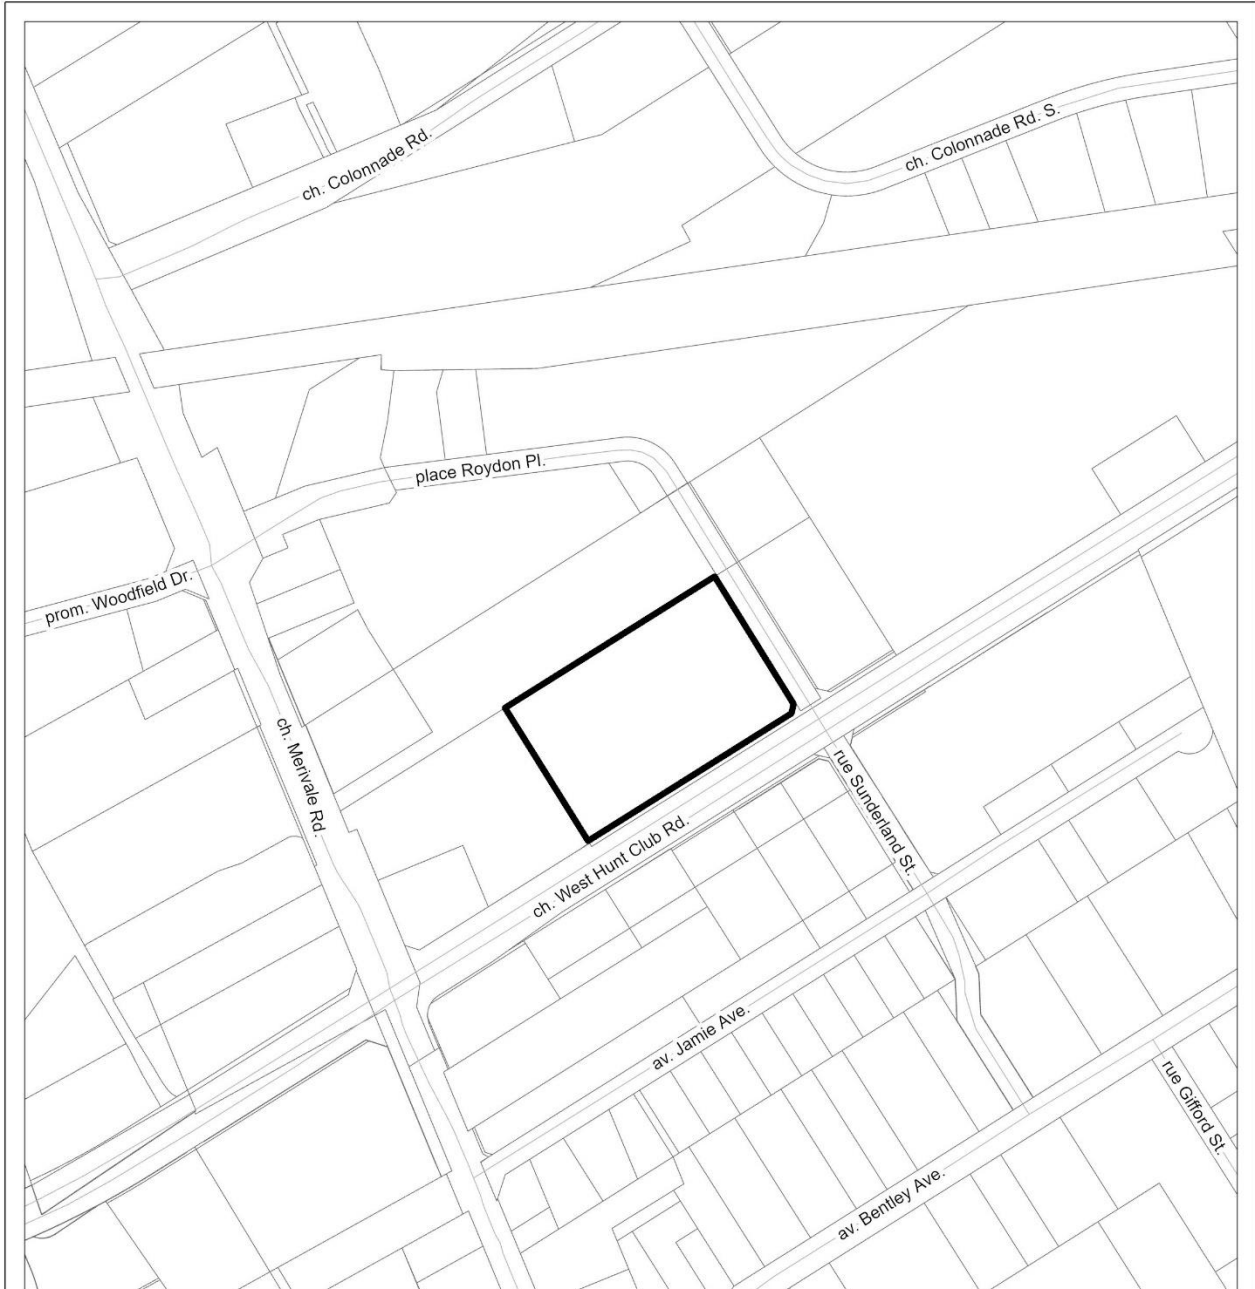 ch. Colonnade Rd. S.
ch. Colonnade Rd.
place Roydon Pl.
prom. Woodfield Dr.
ch. Merivale Rd.
rue Sunderland St.
ch. West Hunt Club Rd.
av. Jamie Ave.
rue Gifford St.
av. Bentley Ave.